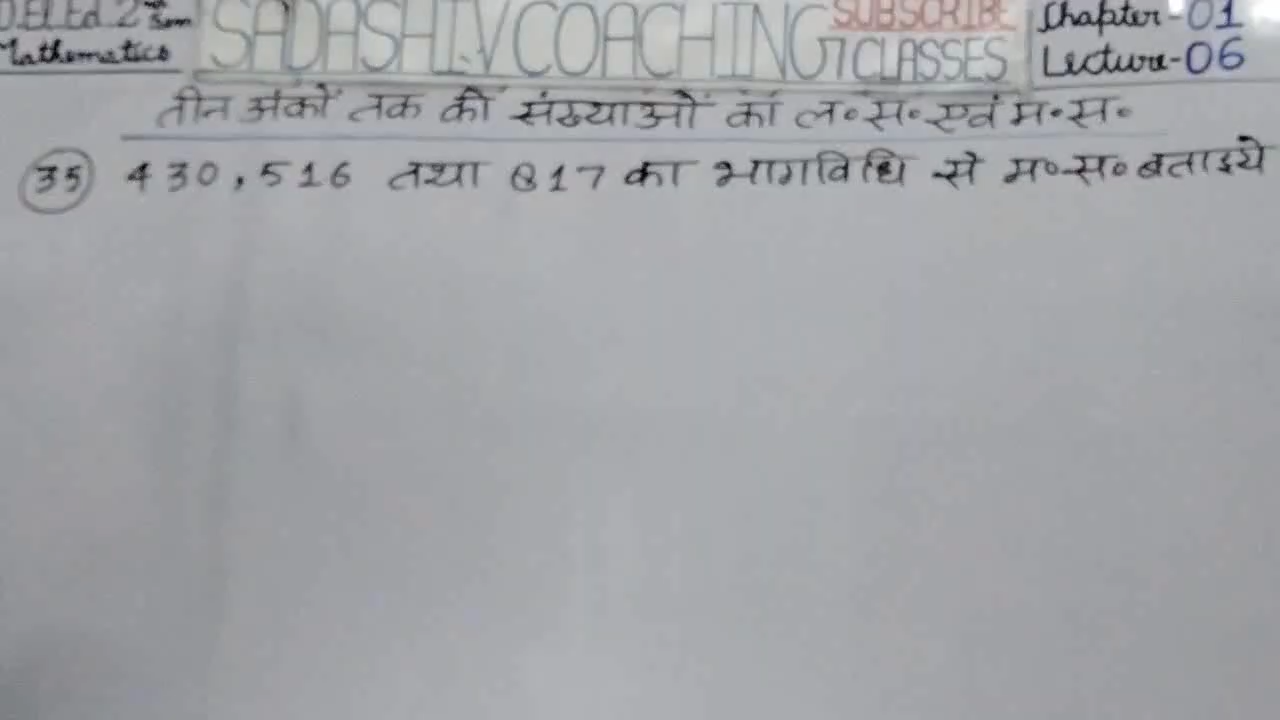 DEl.Ed 2nd Sem
Mathematics
SADASHIV COACHING CLASSES
SUBSCRIBE
Chapter-01
Lecture-06
तीन अंकों तक की संख्याओं का ल०स० एवं म०स०
35 430, 516 तथा 817 का भागविधि से म०स० बताइये